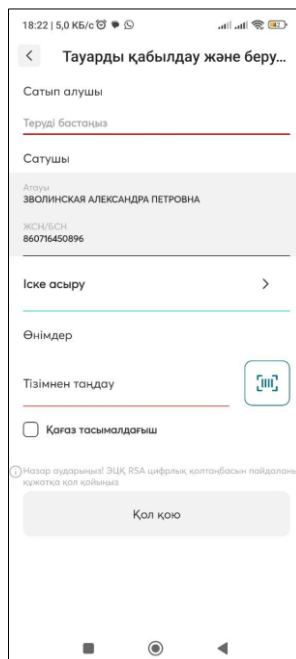 18:22 | 5,0 КБ/с
Тауарды қабылдау және беру...
Сатып алушы
Теруді бастаңыз
Сатушы
Атауы
ЗВОЛИНСКАЯ АЛЕКСАНДРА ПЕТРОВНА
ЖСН/БСН
860716450896
Іске асыру
Өнімдер
Тізімнен таңдау
Қағаз тасымалдағыш
Назар аударыңыз! ЭЦҚ RSA цифрлық қолтаңбасын пайдалана
құжатқа қол қойыңыз
Қол қою